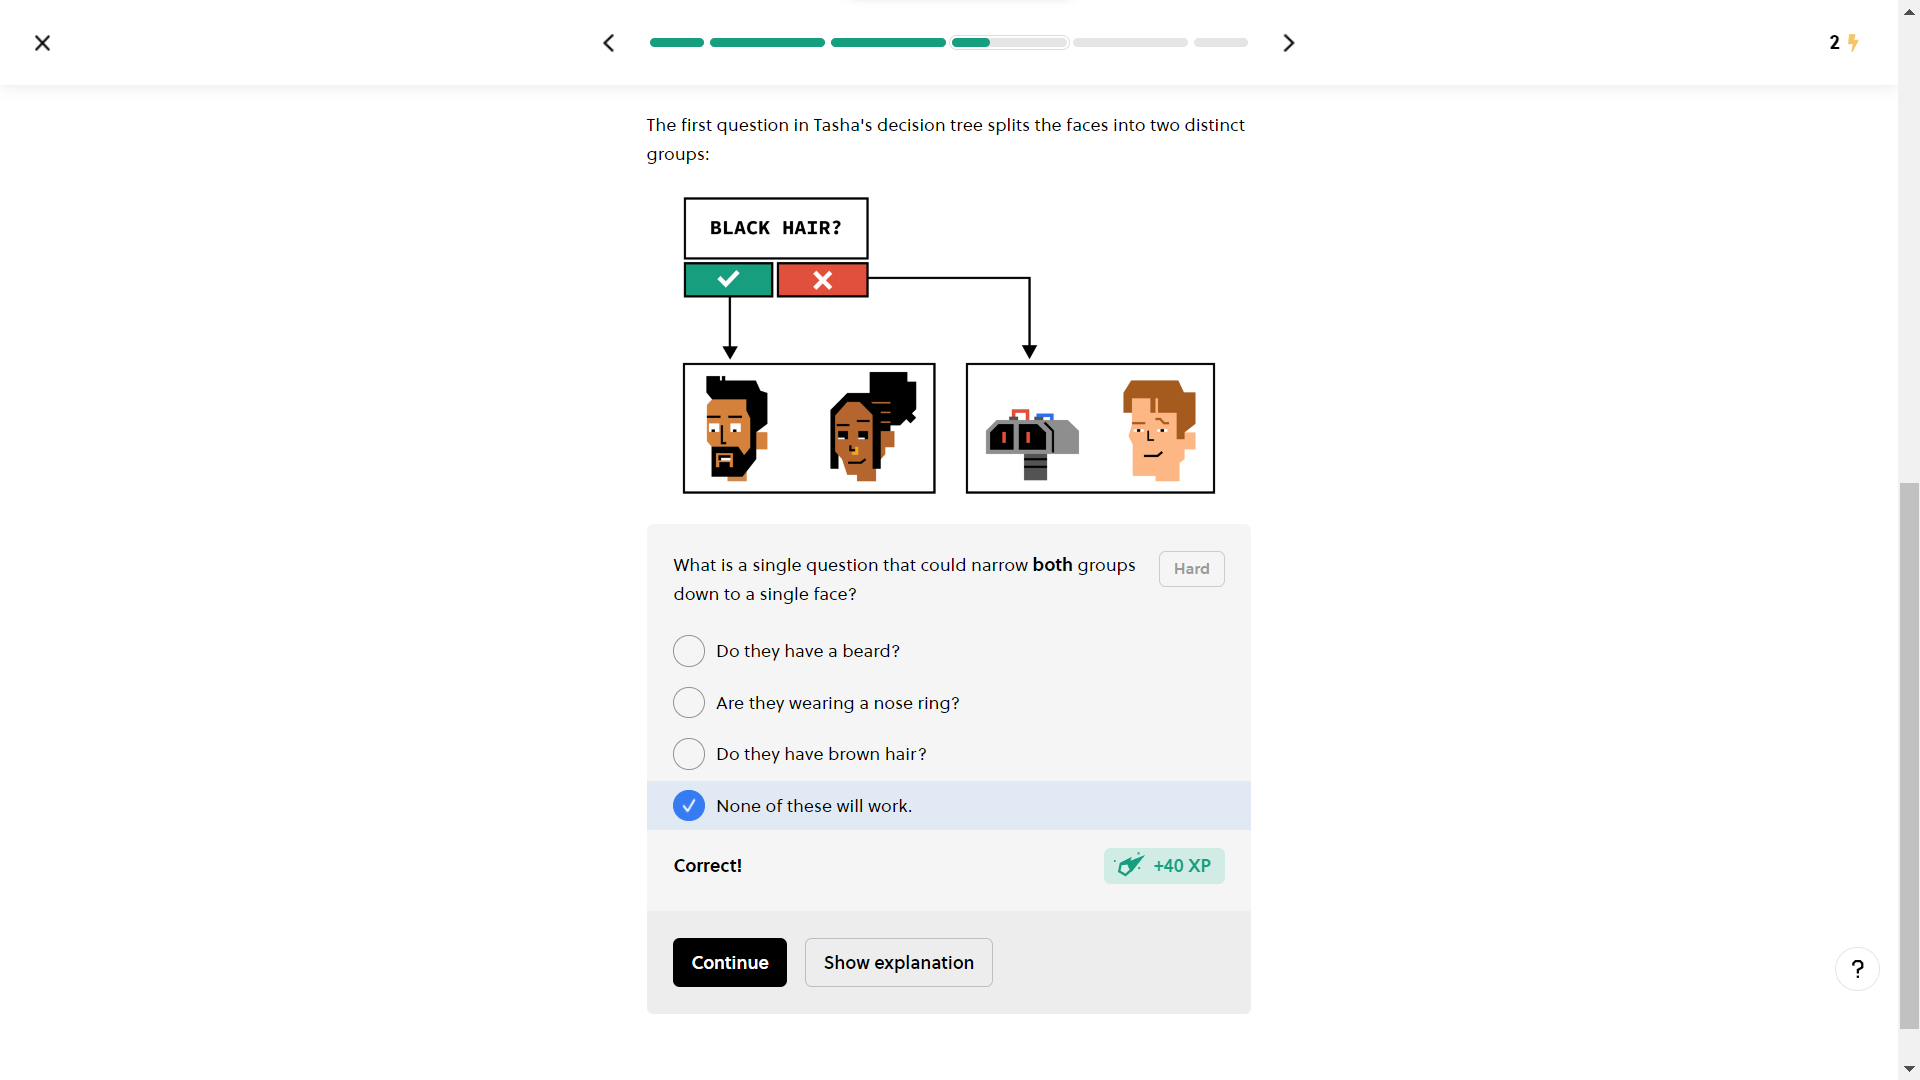 2
The first question in Tasha's decision tree splits the faces into two distinct
groups:
BLACK HAIR?
What is a single question that could narrow both groups
down to a single face?
Hard
Do they have a beard?
Are they wearing a nose ring?
Do they have brown hair?
None of these will work.
Correct!
+40 XP
Continue
Show explanation
?